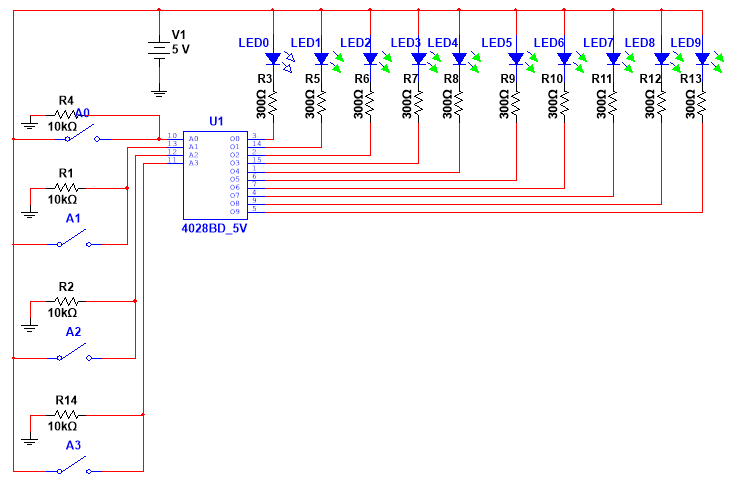 V1
5 V
LED0 LED1 LED2 LED3 LED4 LED5 LED6 LED7 LED8 LED9
R3 R5 R6 R7 R8 R9 R10 R11 R12 R13
300Ω 300Ω 300Ω 300Ω 300Ω 300Ω 300Ω 300Ω 300Ω 300Ω
R4
A0
10kΩ
U1
10 A0 O0 3
13 A1 O1 14
12 A2 O2 2
11 A3 O3 15
O4 1
O5 6
O6 7
O7 4
O8 9
O9 5
4028BD_5V
R1
10kΩ
A1
R2
10kΩ
A2
R14
10kΩ
A3